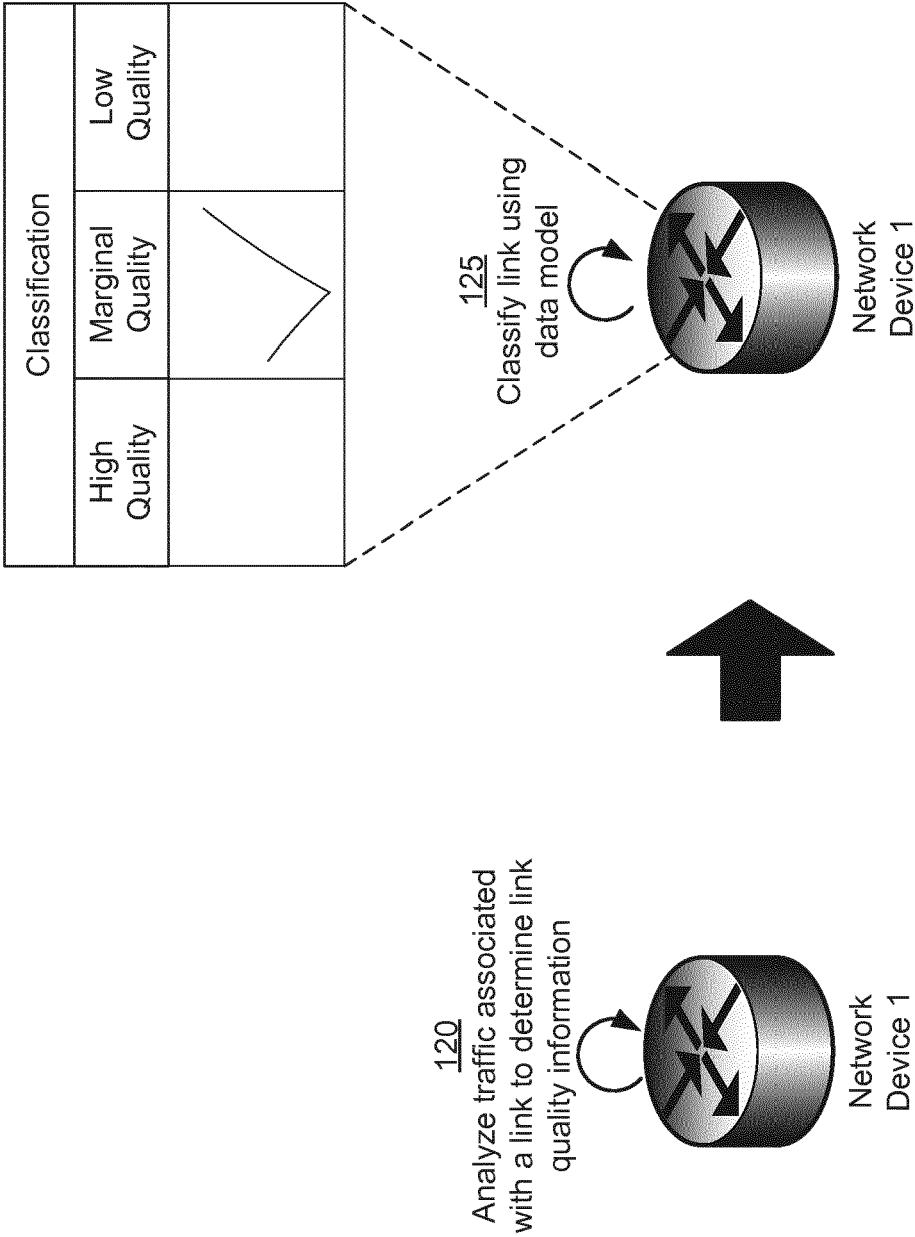 120
Analyze traffic associated
with a link to determine link
quality information
Network
Device 1
Classification
High
Quality
Marginal
Quality
Low
Quality
125
Classify link using
data model
Network
Device 1